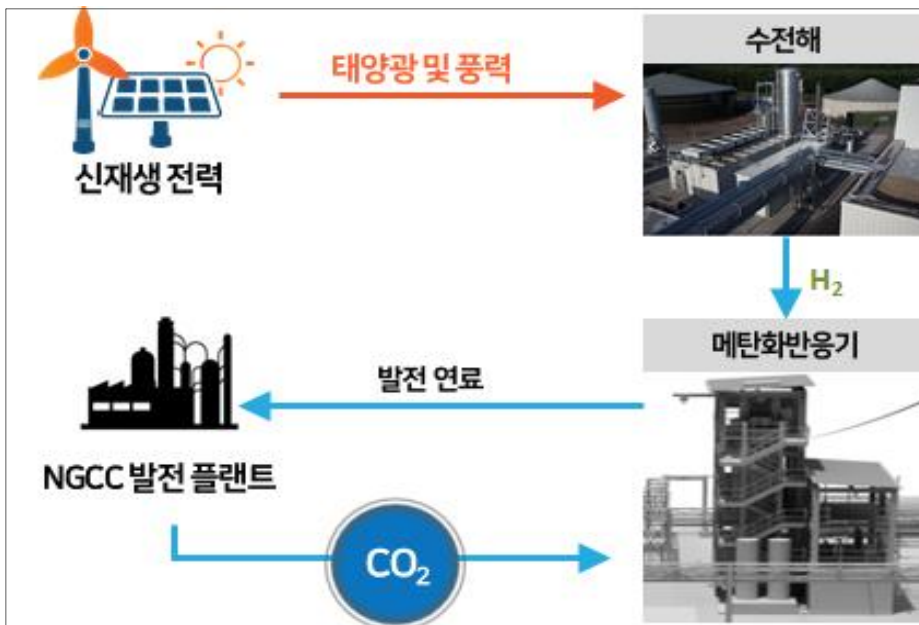 태양광 및 풍력
수전해
신재생 전력
H₂
메탄화반응기
발전 연료
NGCC 발전 플랜트
CO₂